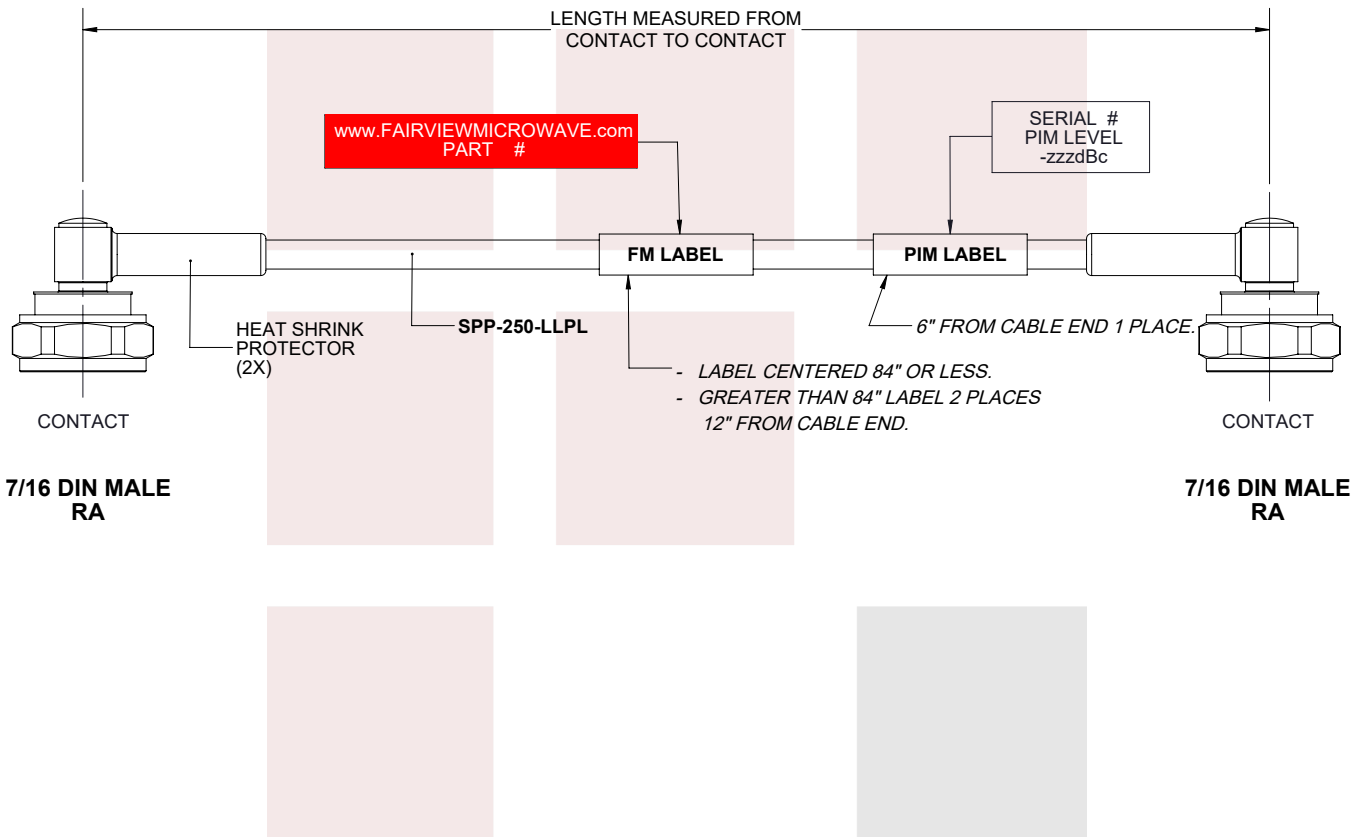 LENGTH MEASURED FROM
CONTACT TO CONTACT
www.FAIRVIEWMICROWAVE.com
PART #
SERIAL #
PIM LEVEL
-zzzdBc
FM LABEL
PIM LABEL
HEAT SHRINK
PROTECTOR
(2X)
SPP-250-LLPL
6" FROM CABLE END 1 PLACE.
- LABEL CENTERED 84" OR LESS.
- GREATER THAN 84" LABEL 2 PLACES
12" FROM CABLE END.
CONTACT
CONTACT
7/16 DIN MALE
RA
7/16 DIN MALE
RA